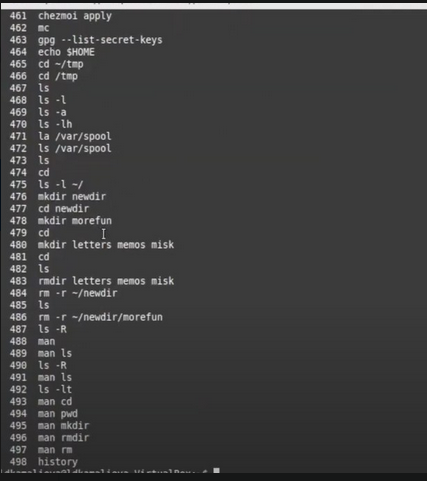 461 chezmoi apply
462 mc
463 gpg --list-secret-keys
464 echo $HOME
465 cd ~/tmp
466 cd /tmp
467 ls
468 ls -l
469 ls -a
470 ls -lh
471 la /var/spool
472 ls /var/spool
473 ls
474 cd
475 ls -l ~/
476 mkdir newdir
477 cd newdir
478 mkdir morefun
479 cd
480 mkdir letters memos misk
481 cd
482 ls
483 rmdir letters memos misk
484 rm -r ~/newdir
485 ls
486 rm -r ~/newdir/morefun
487 ls -R
488 man
489 man ls
490 ls -R
491 man ls
492 ls -lt
493 man cd
494 man pwd
495 man mkdir
496 man rmdir
497 man rm
498 history